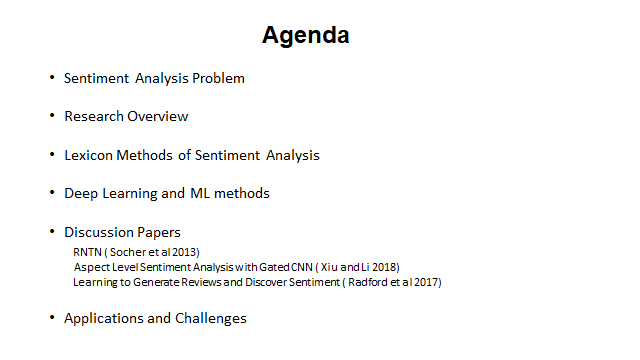 Agenda
• Sentiment Analysis Problem
• Research Overview
• Lexicon Methods of Sentiment Analysis
• Deep Learning and ML methods
• Discussion Papers
RNTN ( Socher et al 2013)
Aspect Level Sentiment Analysis with Gated CNN ( Xiu and Li 2018)
Learning to Generate Reviews and Discover Sentiment ( Radford et al 2017)
• Applications and Challenges